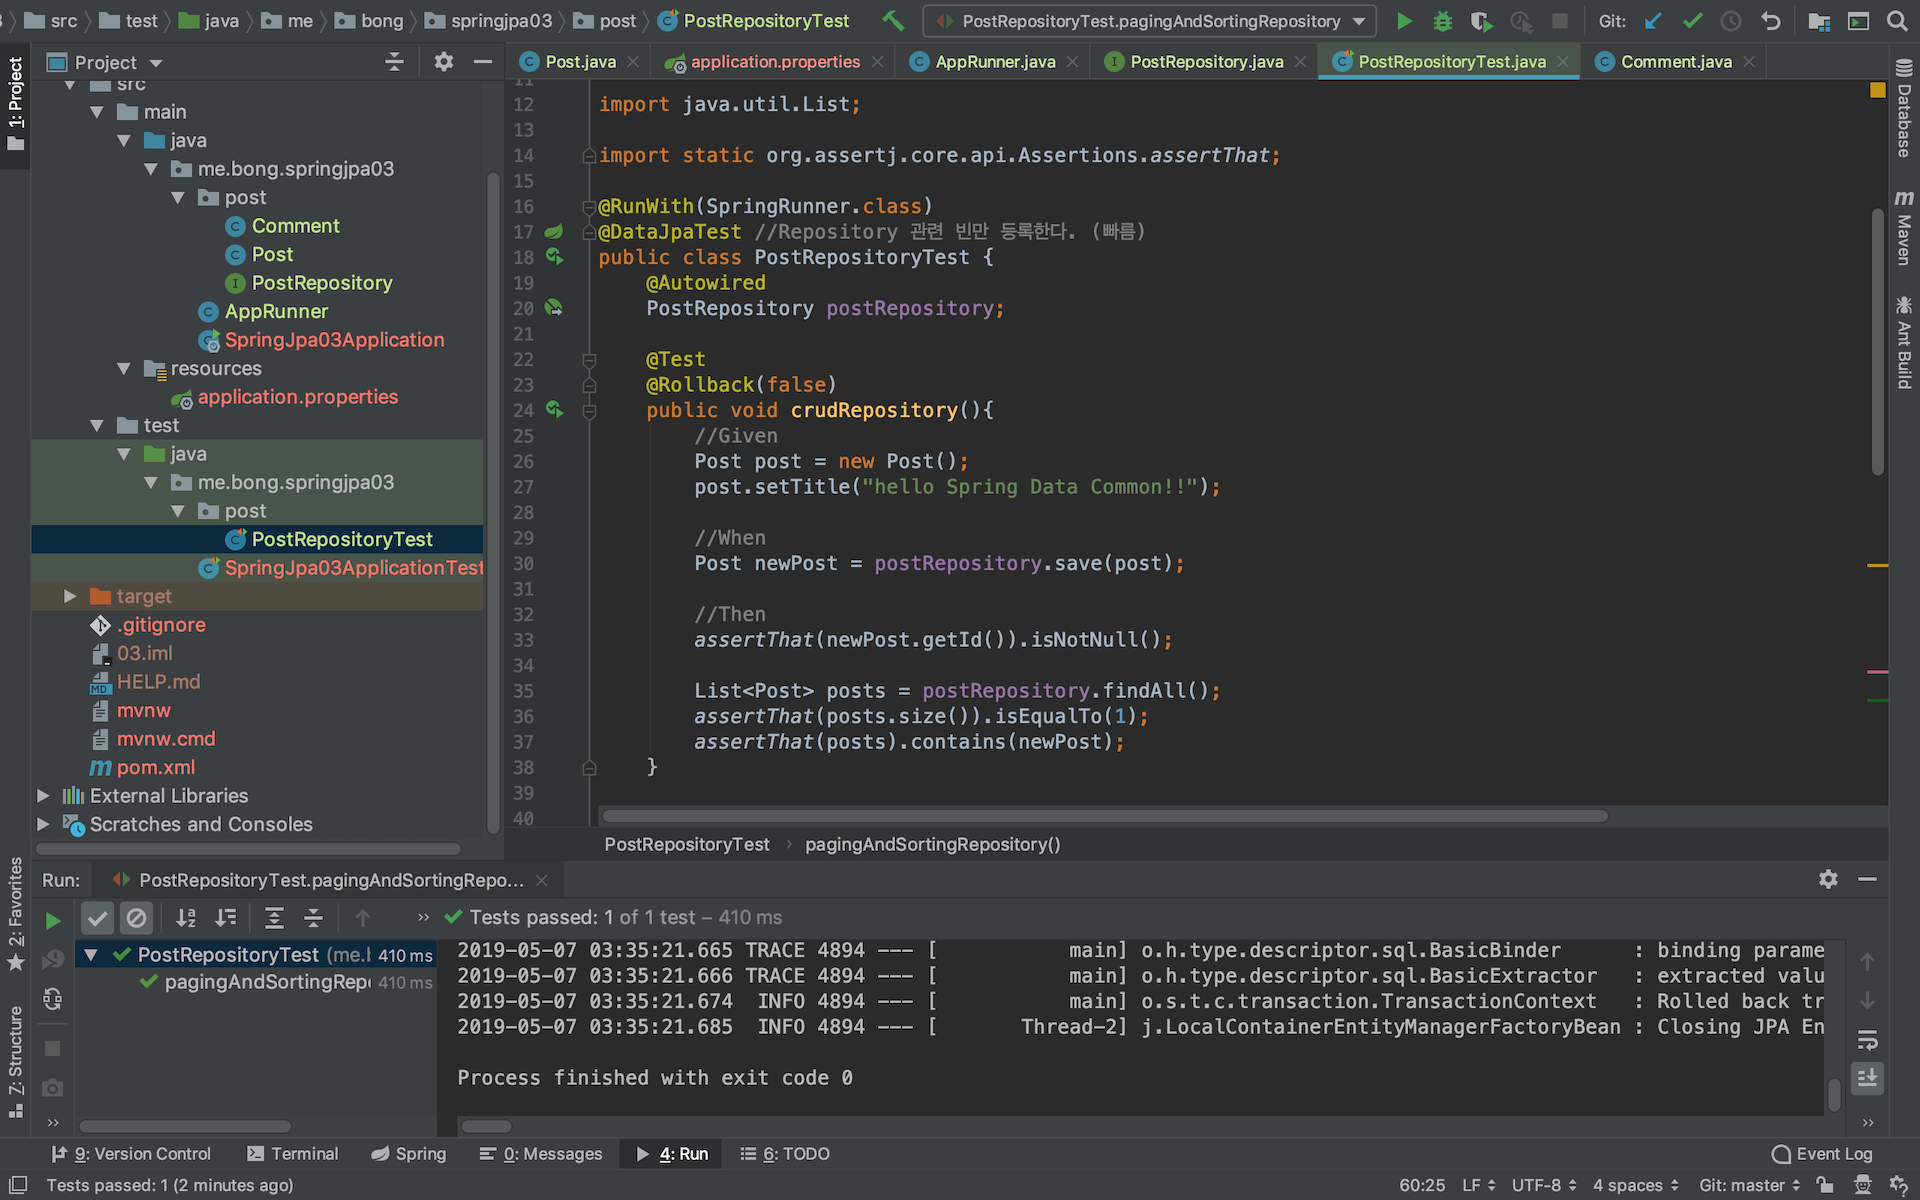 src test java me bong springjpa03 post PostRepositoryTest PostRepositoryTest.pagingAndSortingRepository Git:
1: Project
2: Favorites
Z: Structure
Project
src
main
java
me.bong.springjpa03
post
Comment
Post
PostRepository
AppRunner
SpringJpa03Application
resources
application.properties
test
java
me.bong.springjpa03
post
PostRepositoryTest
SpringJpa03ApplicationTest
target
.gitignore
03.iml
HELP.md
mvnw
mvnw.cmd
pom.xml
External Libraries
Scratches and Consoles
Post.java application.properties AppRunner.java PostRepository.java PostRepositoryTest.java Comment.java
11
12 import java.util.List;
13
14 import static org.assertj.core.api.Assertions.assertThat;
15
16 @RunWith(SpringRunner.class)
17 @DataJpaTest //Repository 관련 빈만 등록한다. (빠름)
18 public class PostRepositoryTest {
19 @Autowired
20 PostRepository postRepository;
21
22 @Test
23 @Rollback(false)
24 public void crudRepository(){
25 //Given
26 Post post = new Post();
27 post.setTitle("hello Spring Data Common!!");
28
29 //When
30 Post newPost = postRepository.save(post);
31
32 //Then
33 assertThat(newPost.getId()).isNotNull();
34
35 List<Post> posts = postRepository.findAll();
36 assertThat(posts.size()).isEqualTo(1);
37 assertThat(posts).contains(newPost);
38 }
39
40
PostRepositoryTest › pagingAndSortingRepository()
Database
Maven
Ant Build
Run: PostRepositoryTest.pagingAndSortingRepo...
Tests passed: 1 of 1 test – 410 ms
PostRepositoryTest (me.b 410 ms
pagingAndSortingRepo 410 ms
2019-05-07 03:35:21.665 TRACE 4894 --- [ main] o.h.type.descriptor.sql.BasicBinder : binding parame
2019-05-07 03:35:21.666 TRACE 4894 --- [ main] o.h.type.descriptor.sql.BasicExtractor : extracted valu
2019-05-07 03:35:21.674 INFO 4894 --- [ main] o.s.t.c.transaction.TransactionContext : Rolled back tr
2019-05-07 03:35:21.685 INFO 4894 --- [ Thread-2] j.LocalContainerEntityManagerFactoryBean : Closing JPA En
Process finished with exit code 0
9: Version Control Terminal Spring 0: Messages 4: Run 6: TODO Event Log
Tests passed: 1 (2 minutes ago) 60:25 LF UTF-8 4 spaces Git: master